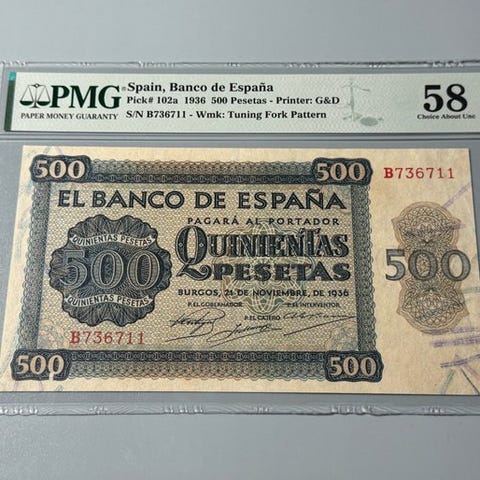 PMG
PAPER MONEY GUARANTY
Spain, Banco de España
Pick# 102a 1936 500 Pesetas - Printer: G&D
S/N B736711 - Wmk: Tuning Fork Pattern
58
Choice About Unc
500
500
B736711
EL BANCO DE ESPAÑA
PAGARÁ AL PORTADOR
QUINIENTAS PESETAS
500
QUINIENTAS PESETAS
QUINIENTAS
PESETAS
500
BURGOS, 21 DE NOVIEMBRE, DE 1936
P.EL GOBERNADOR
P.EL INTERVENTOR
P.EL CAJERO
B736711
500
500